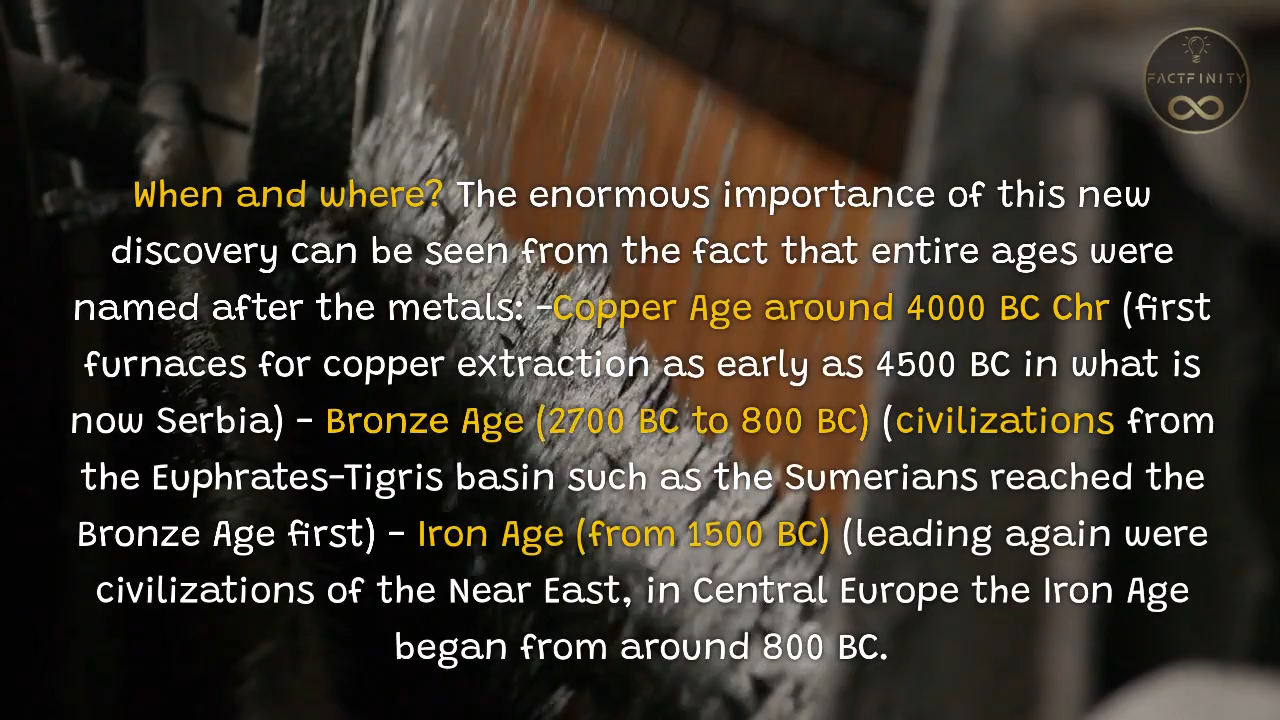 FACTFINITY
When and where? The enormous importance of this new
discovery can be seen from the fact that entire ages were
named after the metals: -Copper Age around 4000 BC Chr (first
furnaces for copper extraction as early as 4500 BC in what is
now Serbia) - Bronze Age (2700 BC to 800 BC) (civilizations from
the Euphrates-Tigris basin such as the Sumerians reached the
Bronze Age first) - Iron Age (from 1500 BC) (leading again were
civilizations of the Near East, in Central Europe the Iron Age
began from around 800 BC.